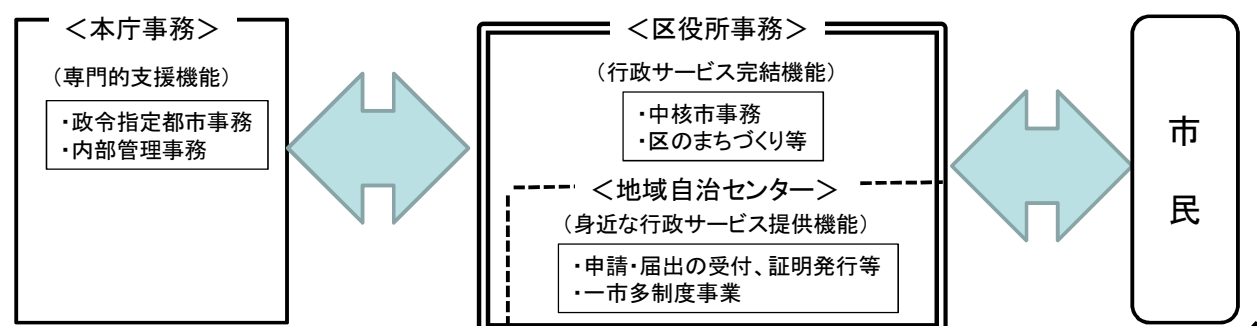 ＜本庁事務＞
（専門的支援機能）
・政令指定都市事務
・内部管理事務
＜区役所事務＞
（行政サービス完結機能）
・中核市事務
・区のまちづくり等
＜地域自治センター＞
（身近な行政サービス提供機能）
・申請・届出の受付、証明発行等
・一市多制度事業
市
民